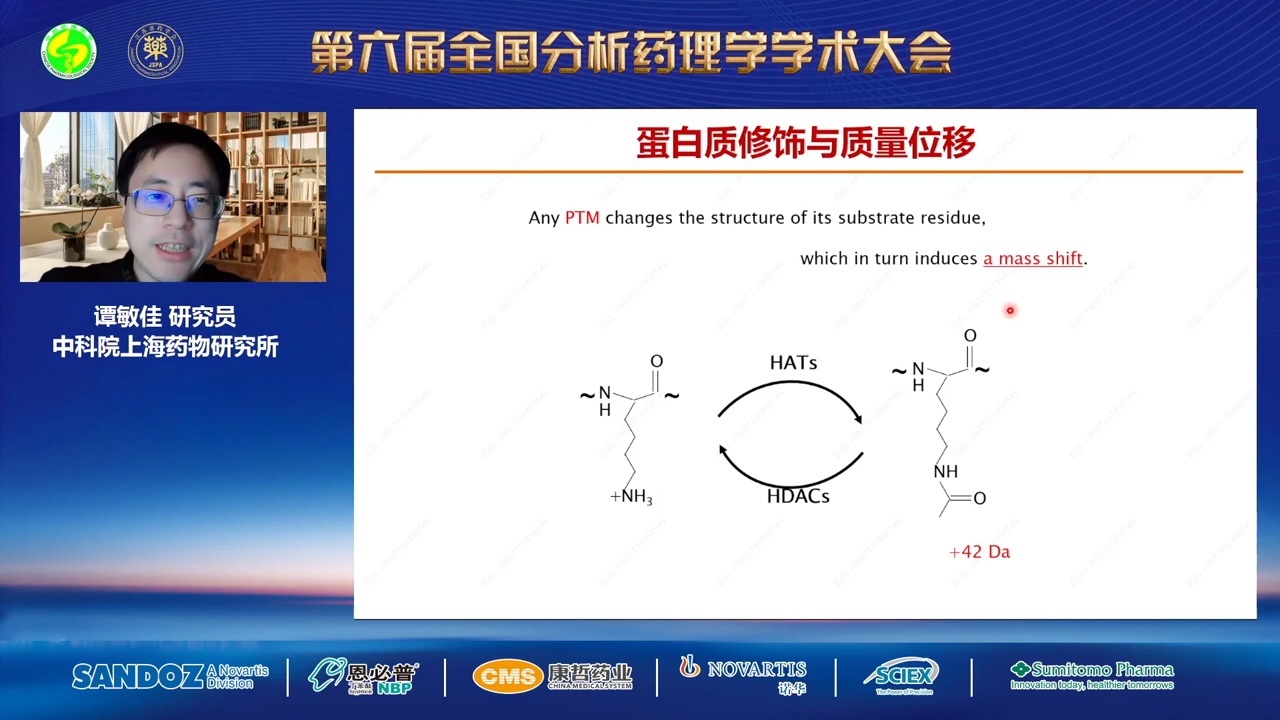 第六届全国分析药理学学术大会
JSPA
谭敏佳 研究员
中科院上海药物研究所
蛋白质修饰与质量位移
Any PTM changes the structure of its substrate residue,
which in turn induces a mass shift.
HATs
HDACs
O
N
H
+NH3
O
N
H
NH
O
+42 Da
SANDOZ A Novartis Division
恩必普 NBP
CMS 康哲药业
CHINA MEDICAL SYSTEM
NOVARTIS
诺华
SCIEX
The Power of Precision
Sumitomo Pharma
Innovation today, healthier tomorrows